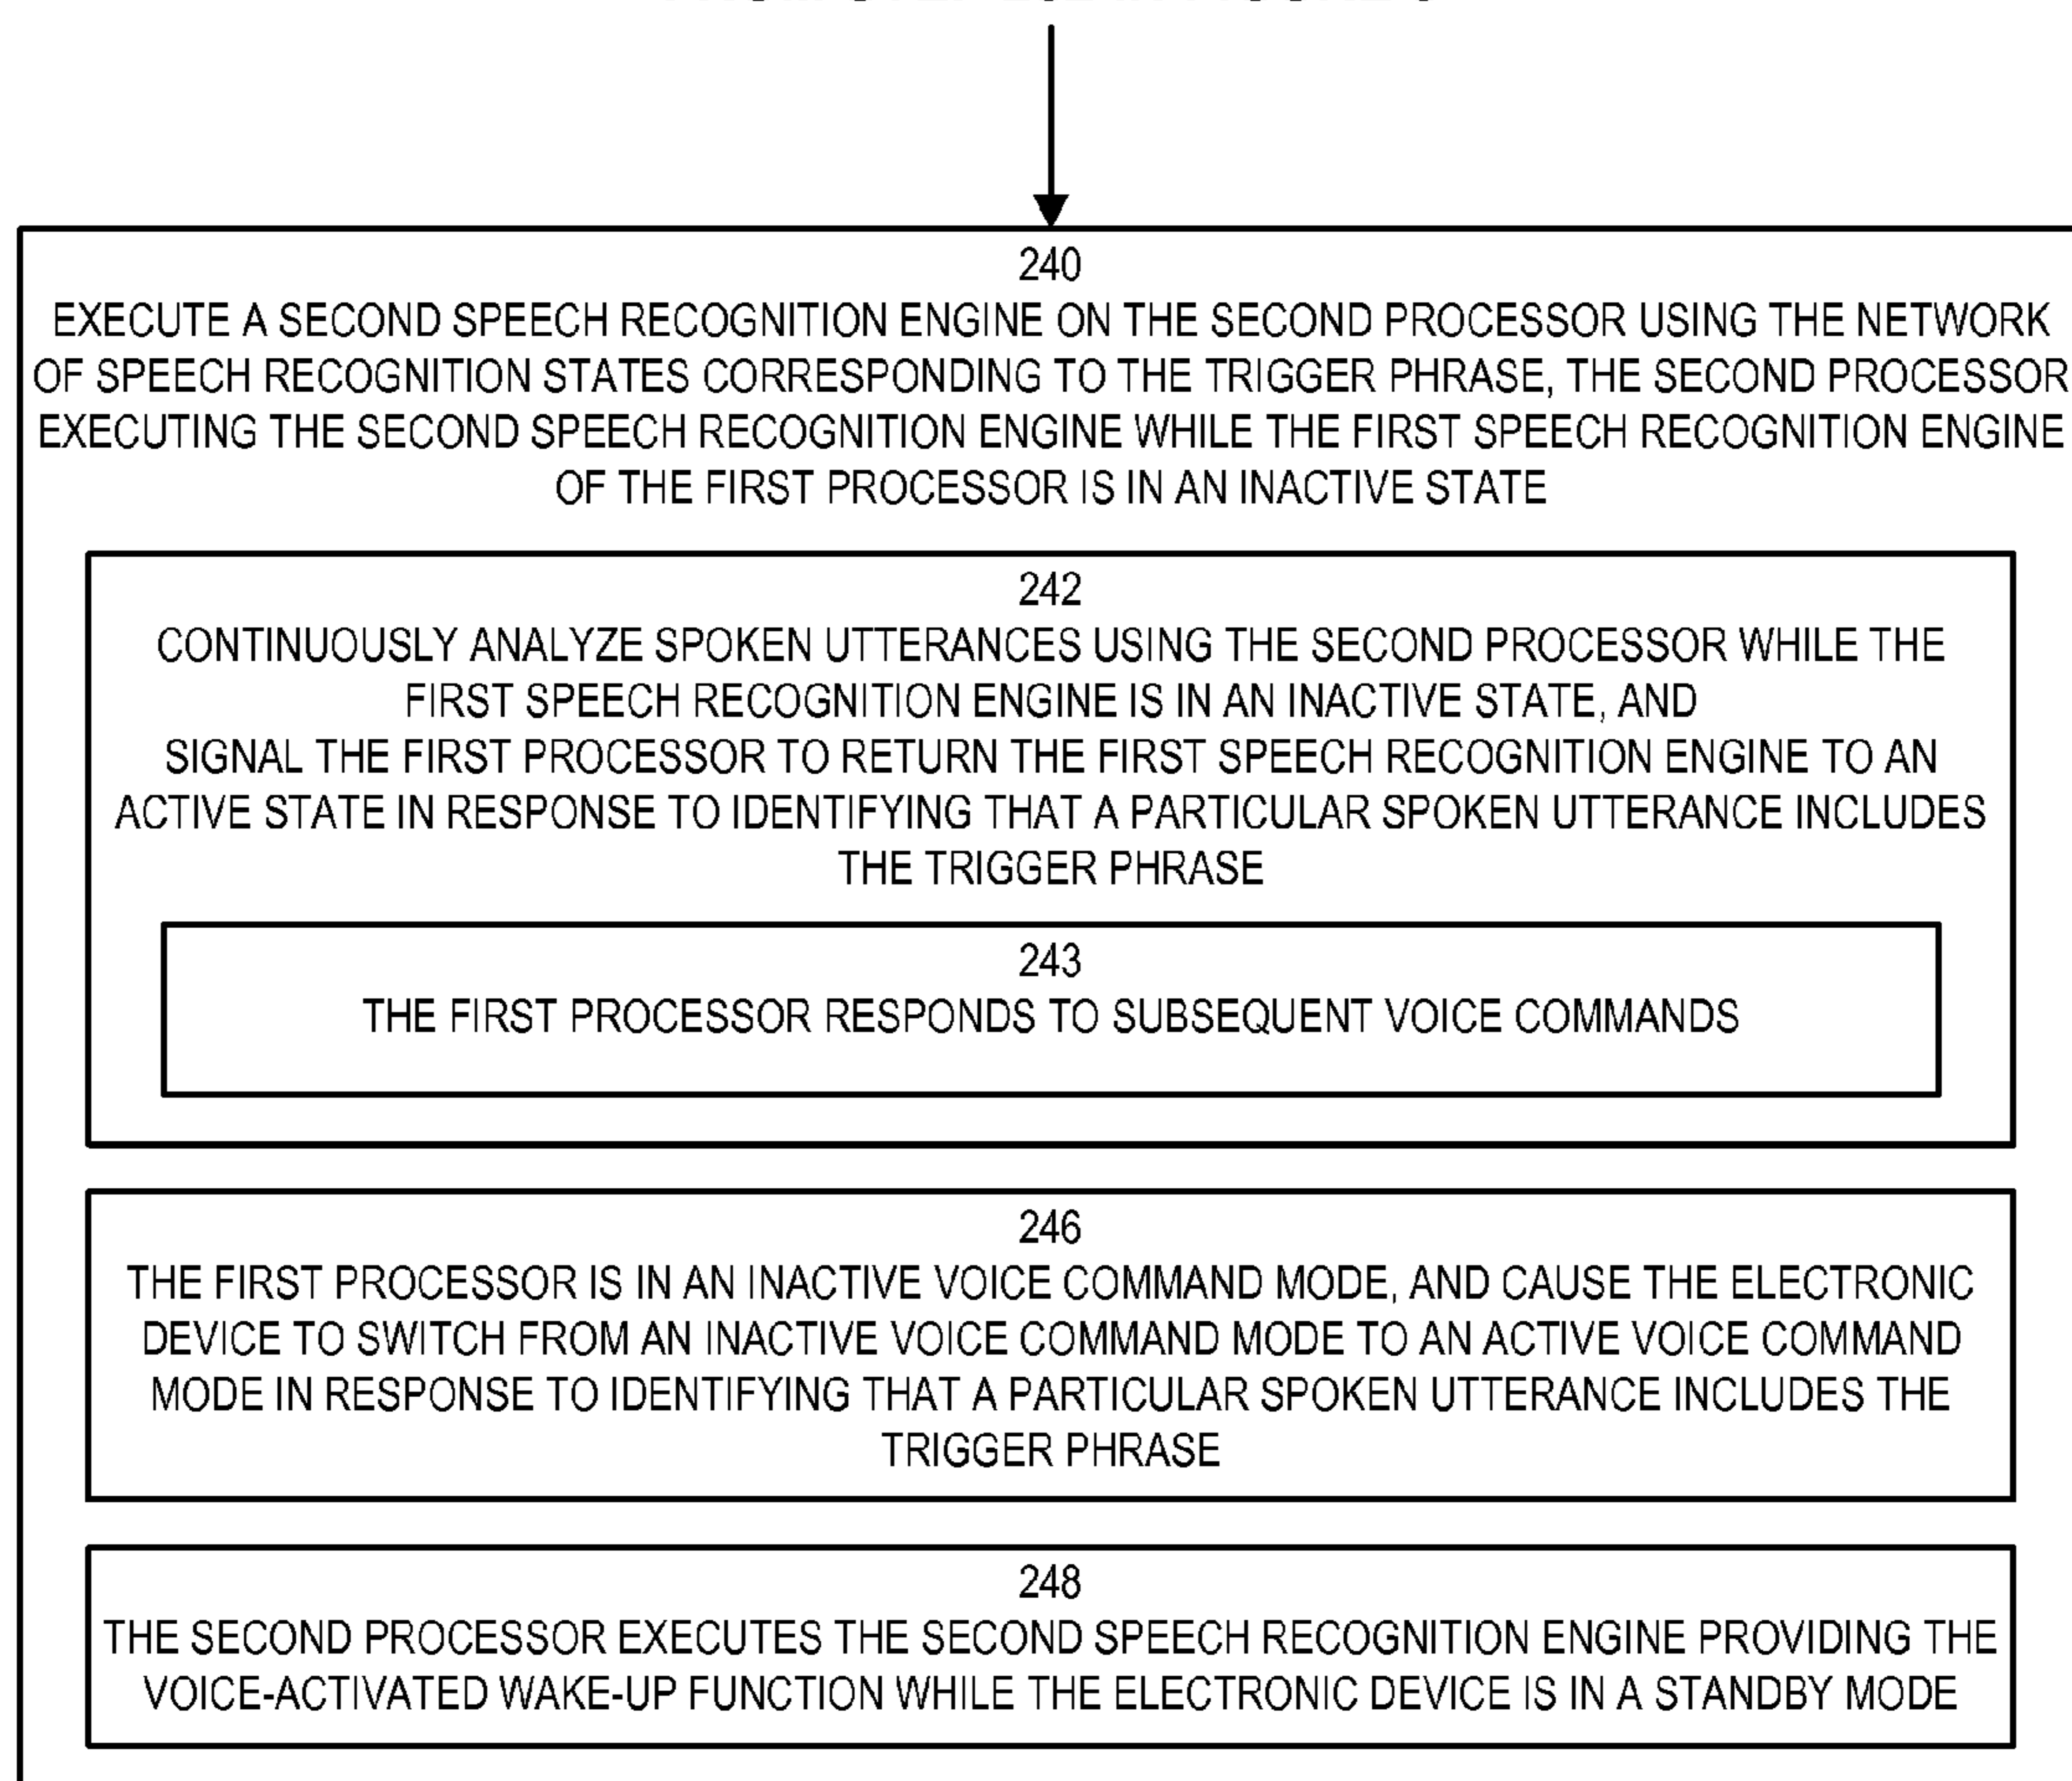 240
EXECUTE A SECOND SPEECH RECOGNITION ENGINE ON THE SECOND PROCESSOR USING THE NETWORK
OF SPEECH RECOGNITION STATES CORRESPONDING TO THE TRIGGER PHRASE, THE SECOND PROCESSOR
EXECUTING THE SECOND SPEECH RECOGNITION ENGINE WHILE THE FIRST SPEECH RECOGNITION ENGINE
OF THE FIRST PROCESSOR IS IN AN INACTIVE STATE
242
CONTINUOUSLY ANALYZE SPOKEN UTTERANCES USING THE SECOND PROCESSOR WHILE THE
FIRST SPEECH RECOGNITION ENGINE IS IN AN INACTIVE STATE, AND
SIGNAL THE FIRST PROCESSOR TO RETURN THE FIRST SPEECH RECOGNITION ENGINE TO AN
ACTIVE STATE IN RESPONSE TO IDENTIFYING THAT A PARTICULAR SPOKEN UTTERANCE INCLUDES
THE TRIGGER PHRASE
243
THE FIRST PROCESSOR RESPONDS TO SUBSEQUENT VOICE COMMANDS
246
THE FIRST PROCESSOR IS IN AN INACTIVE VOICE COMMAND MODE, AND CAUSE THE ELECTRONIC
DEVICE TO SWITCH FROM AN INACTIVE VOICE COMMAND MODE TO AN ACTIVE VOICE COMMAND
MODE IN RESPONSE TO IDENTIFYING THAT A PARTICULAR SPOKEN UTTERANCE INCLUDES THE
TRIGGER PHRASE
248
THE SECOND PROCESSOR EXECUTES THE SECOND SPEECH RECOGNITION ENGINE PROVIDING THE
VOICE-ACTIVATED WAKE-UP FUNCTION WHILE THE ELECTRONIC DEVICE IS IN A STANDBY MODE